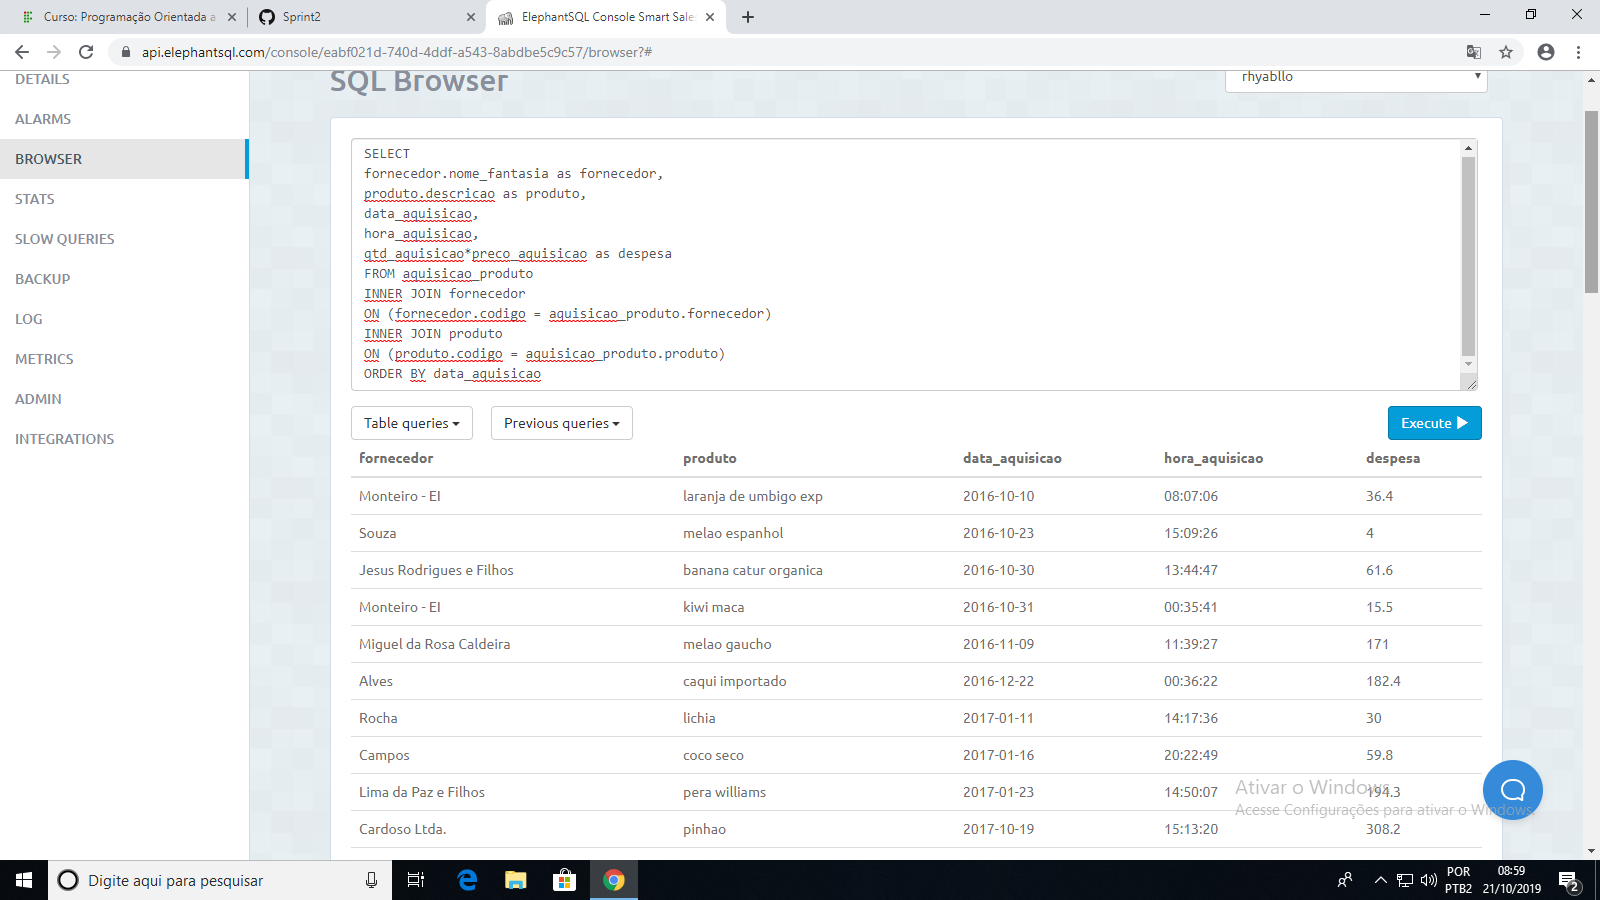 Curso: Programação Orientada a
Sprint2
ElephantSQL Console Smart Sale
api.elephantsql.com/console/eabf021d-740d-4ddf-a543-8abdbe5c9c57/browser?#
DETAILS
ALARMS
BROWSER
STATS
SLOW QUERIES
BACKUP
LOG
METRICS
ADMIN
INTEGRATIONS
SQL Browser
rhyabllo
SELECT
fornecedor.nome_fantasia as fornecedor,
produto.descricao as produto,
data_aquisicao,
hora_aquisicao,
qtd_aquisicao*preco_aquisicao as despesa
FROM aquisicao_produto
INNER JOIN fornecedor
ON (fornecedor.codigo = aquisicao_produto.fornecedor)
INNER JOIN produto
ON (produto.codigo = aquisicao_produto.produto)
ORDER BY data_aquisicao
Table queries Previous queries Execute
fornecedor produto data_aquisicao hora_aquisicao despesa
Monteiro - EI laranja de umbigo exp 2016-10-10 08:07:06 36.4
Souza melao espanhol 2016-10-23 15:09:26 4
Jesus Rodrigues e Filhos banana catur organica 2016-10-30 13:44:47 61.6
Monteiro - EI kiwi maca 2016-10-31 00:35:41 15.5
Miguel da Rosa Caldeira melao gaucho 2016-11-09 11:39:27 171
Alves caqui importado 2016-12-22 00:36:22 182.4
Rocha lichia 2017-01-11 14:17:36 30
Campos coco seco 2017-01-16 20:22:49 59.8
Lima da Paz e Filhos pera williams 2017-01-23 14:50:07 194.3
Cardoso Ltda. pinhao 2017-10-19 15:13:20 308.2
Ativar o Windows
Acesse Configurações para ativar o Windows.
Digite aqui para pesquisar
POR
PTB2
08:59
21/10/2019
2